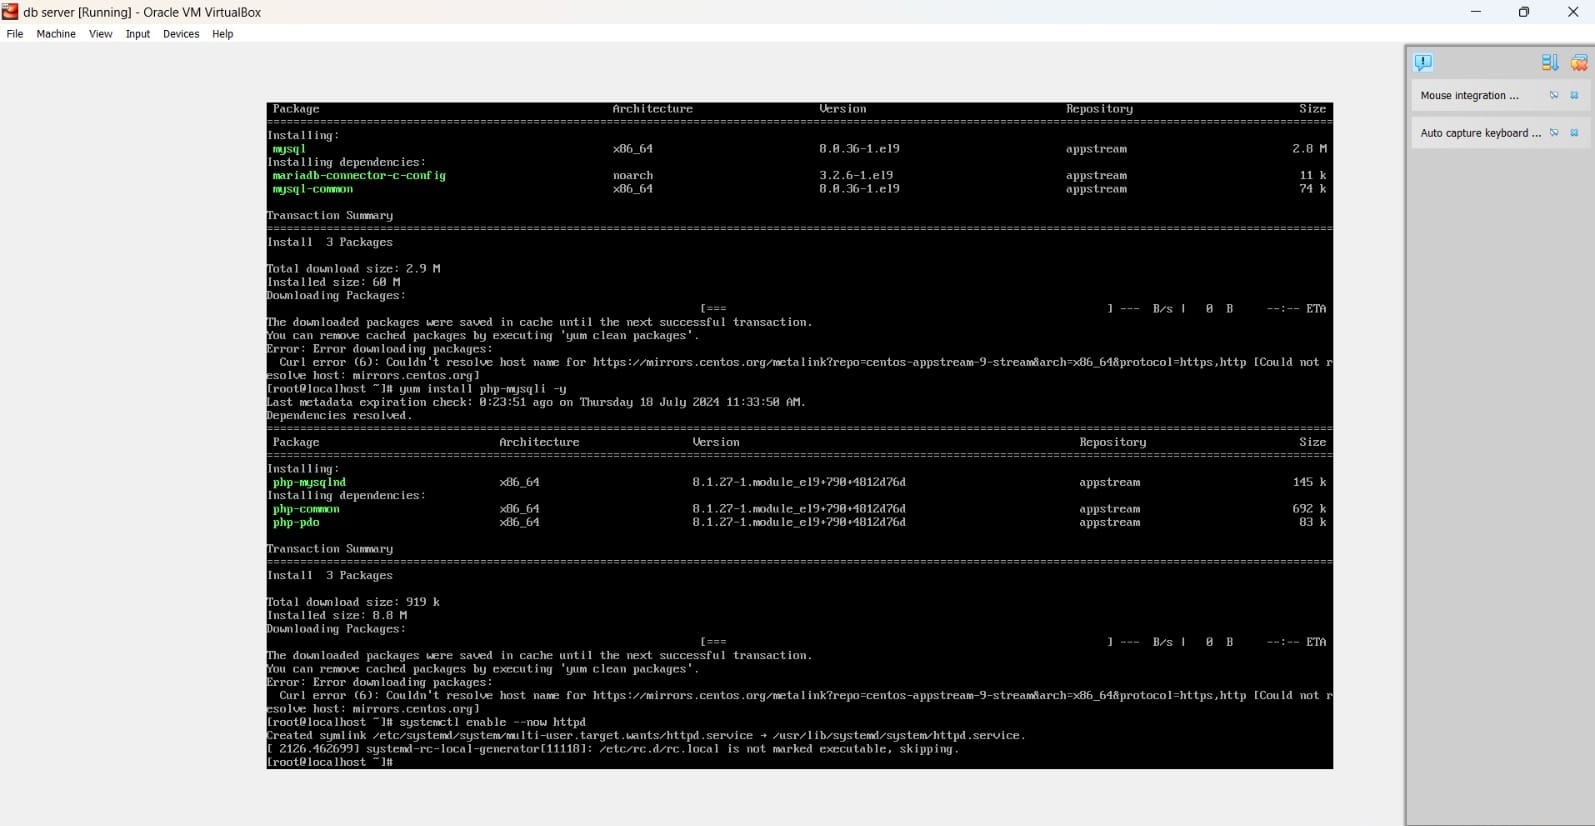 db server [Running] - Oracle VM VirtualBox
File Machine View Input Devices Help
Mouse integration ...
Auto capture keyboard ...
Package Architecture Version Repository Size
================================================================================
Installing:
mysql x86_64 8.0.36-1.el9 appstream 2.8 M
Installing dependencies:
mariadb-connector-c-config noarch 3.2.6-1.el9 appstream 11 k
mysql-common x86_64 8.0.36-1.el9 appstream 74 k
Transaction Summary
================================================================================
Install 3 Packages
Total download size: 2.9 M
Installed size: 60 M
Downloading Packages:
[=== ] --- B/s | 0 B --:-- ETA
The downloaded packages were saved in cache until the next successful transaction.
You can remove cached packages by executing 'yum clean packages'.
Error: Error downloading packages:
Curl error (6): Couldn't resolve host name for https://mirrors.centos.org/metalink?repo=centos-appstream-9-stream&arch=x86_64&protocol=https,http [Could not r
esolve host: mirrors.centos.org]
[root@localhost ~]# yum install php-mysqli -y
Last metadata expiration check: 0:23:51 ago on Thursday 18 July 2024 11:33:50 AM.
Dependencies resolved.
================================================================================
Package Architecture Version Repository Size
================================================================================
Installing:
php-mysqlnd x86_64 8.1.27-1.module_el9+790+4812d76d appstream 145 k
Installing dependencies:
php-common x86_64 8.1.27-1.module_el9+790+4812d76d appstream 692 k
php-pdo x86_64 8.1.27-1.module_el9+790+4812d76d appstream 83 k
Transaction Summary
================================================================================
Install 3 Packages
Total download size: 919 k
Installed size: 8.8 M
Downloading Packages:
[=== ] --- B/s | 0 B --:-- ETA
The downloaded packages were saved in cache until the next successful transaction.
You can remove cached packages by executing 'yum clean packages'.
Error: Error downloading packages:
Curl error (6): Couldn't resolve host name for https://mirrors.centos.org/metalink?repo=centos-appstream-9-stream&arch=x86_64&protocol=https,http [Could not r
esolve host: mirrors.centos.org]
[root@localhost ~]# systemctl enable --now httpd
Created symlink /etc/systemd/system/multi-user.target.wants/httpd.service → /usr/lib/systemd/system/httpd.service.
[ 2126.462699] systemd-rc-local-generator[11118]: /etc/rc.d/rc.local is not marked executable, skipping.
[root@localhost ~]#